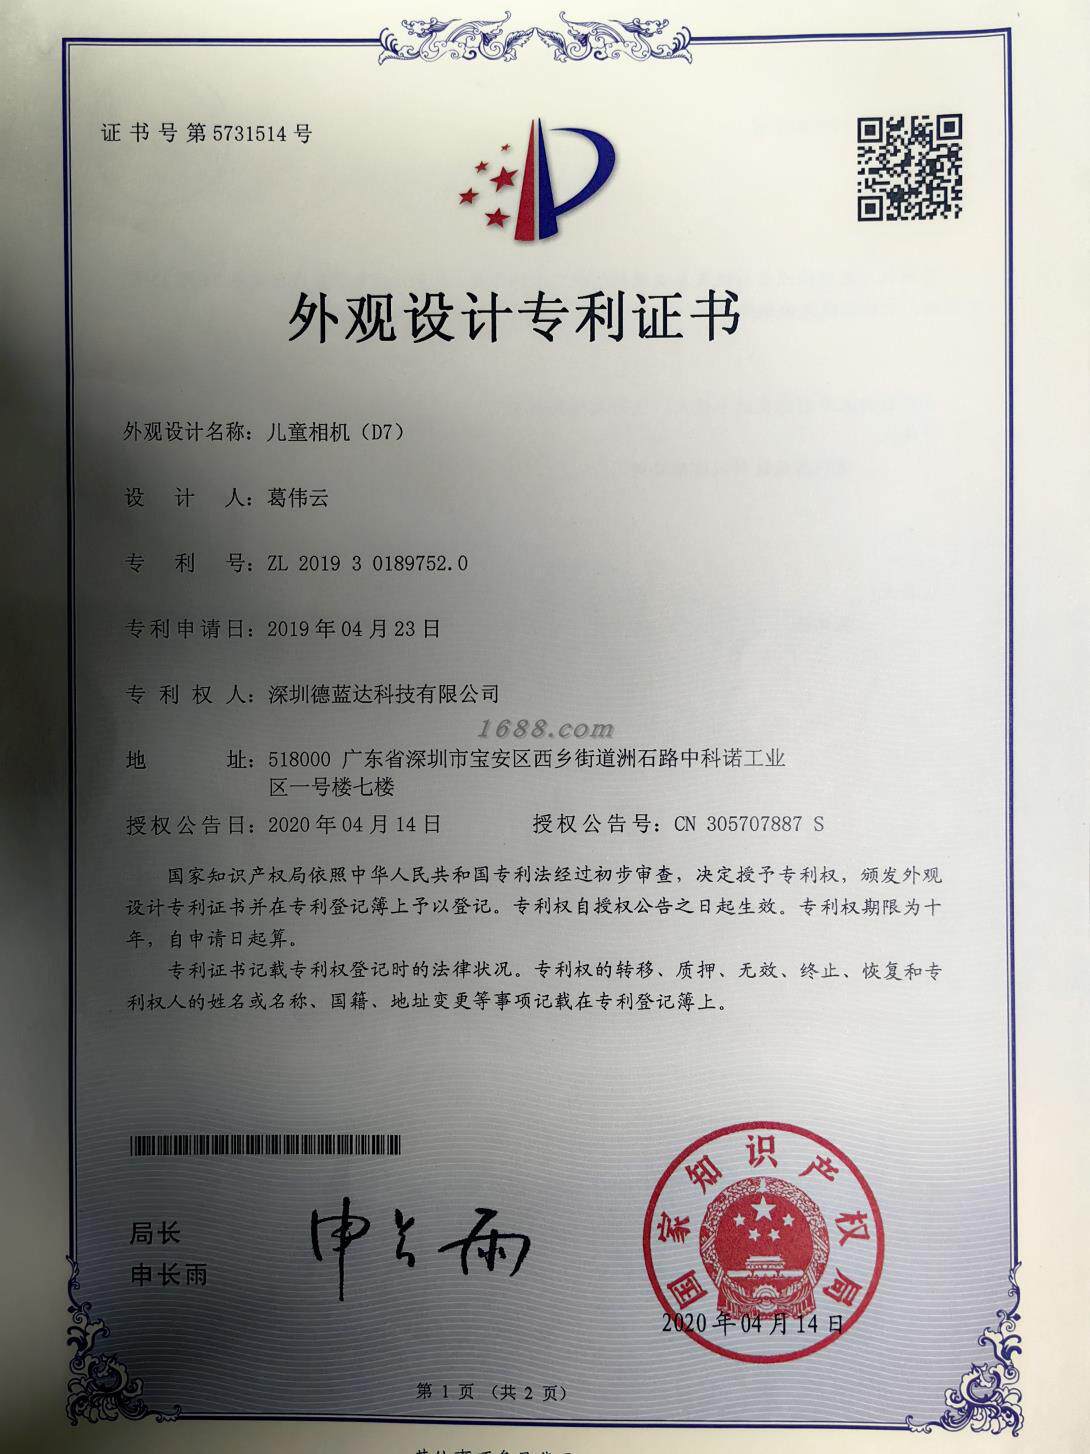 证书号第5731514号
外观设计专利证书
外观设计名称：儿童相机（D7）
设计人：葛伟云
专利号：ZL 2019 3 0189752.0
专利申请日：2019年04月23日
专利权人：深圳德蓝达科技有限公司
1688.com
地址：518000 广东省深圳市宝安区西乡街道洲石路中科诺工业
区一号楼七楼
授权公告日：2020年04月14日 授权公告号：CN 305707887 S
国家知识产权局依照中华人民共和国专利法经过初步审查，决定授予专利权，颁发外观
设计专利证书并在专利登记簿上予以登记。专利权自授权公告之日起生效。专利权期限为十
年，自申请日起算。
专利证书记载专利权登记时的法律状况。专利权的转移、质押、无效、终止、恢复和专
利权人的姓名或名称、国籍、地址变更等事项记载在专利登记簿上。
局长
申长雨
申长雨
国家知识产权局
2020年04月14日
第 1 页 （共 2 页）